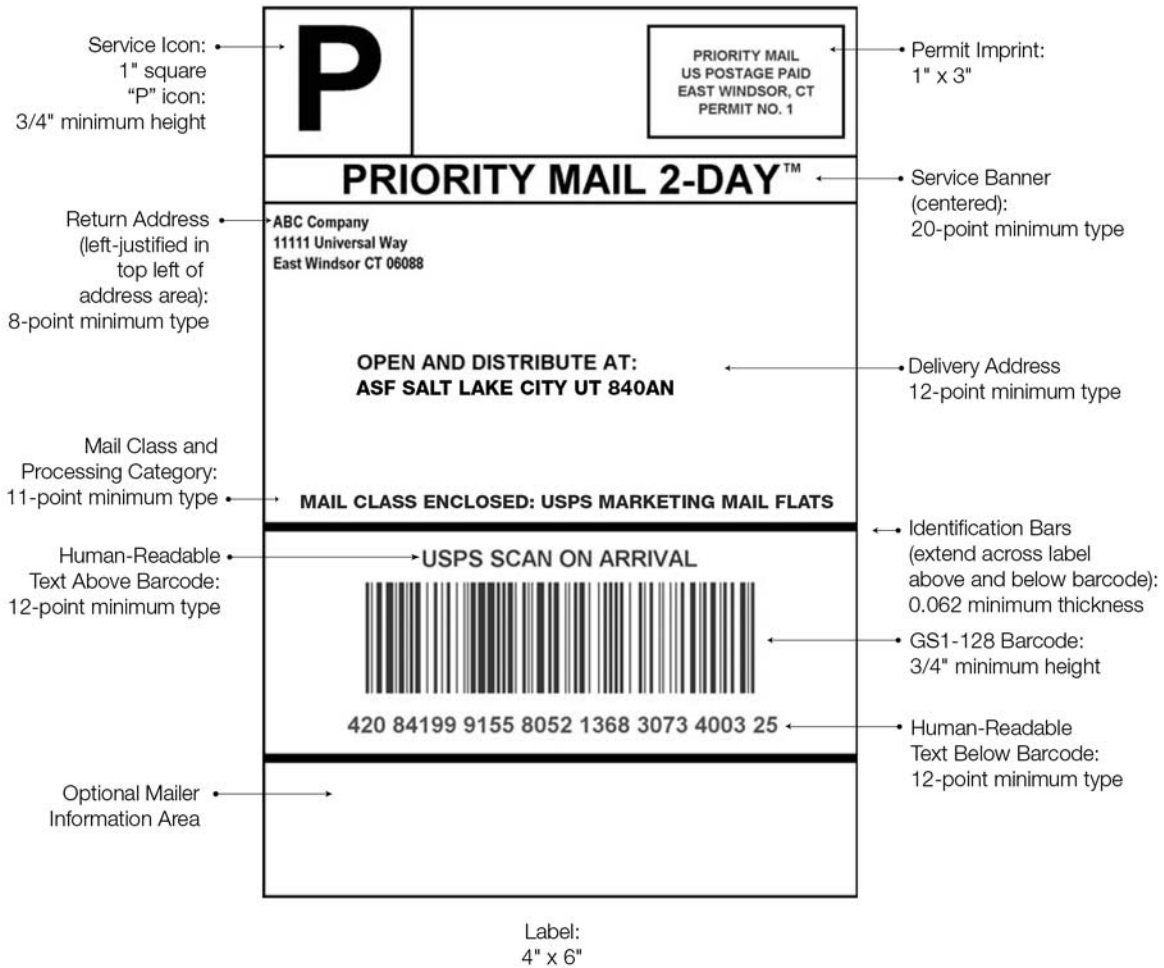 Service Icon:
1" square
“P” icon:
3/4" minimum height
P
PRIORITY MAIL
US POSTAGE PAID
EAST WINDSOR, CT
PERMIT NO. 1
Permit Imprint:
1" x 3"
PRIORITY MAIL 2-DAY™
Service Banner
(centered):
20-point minimum type
Return Address
(left-justified in
top left of
address area):
8-point minimum type
ABC Company
11111 Universal Way
East Windsor CT 06088
OPEN AND DISTRIBUTE AT:
ASF SALT LAKE CITY UT 840AN
Delivery Address
12-point minimum type
Mail Class and
Processing Category:
11-point minimum type
MAIL CLASS ENCLOSED: USPS MARKETING MAIL FLATS
Identification Bars
(extend across label
above and below barcode):
0.062 minimum thickness
Human-Readable
Text Above Barcode:
12-point minimum type
USPS SCAN ON ARRIVAL
GS1-128 Barcode:
3/4" minimum height
420 84199 9155 8052 1368 3073 4003 25
Human-Readable
Text Below Barcode:
12-point minimum type
Optional Mailer
Information Area
Label:
4" x 6"